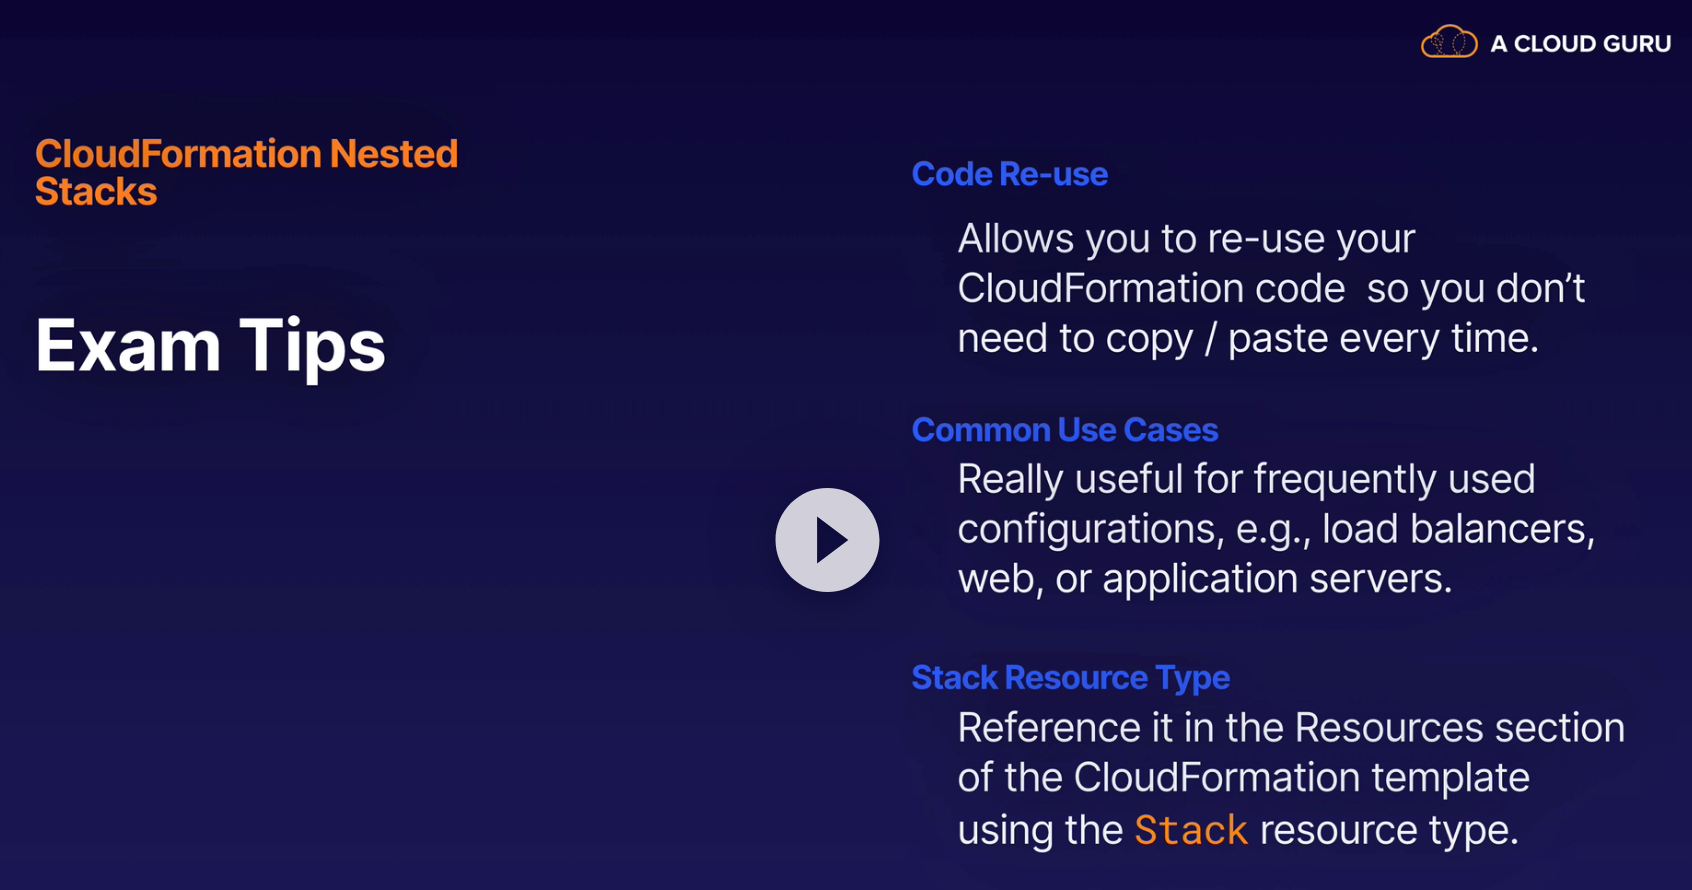 A CLOUD GURU
CloudFormation Nested
Stacks
Exam Tips
Code Re-use
Allows you to re-use your
CloudFormation code  so you don’t
need to copy / paste every time.
Common Use Cases
Really useful for frequently used
configurations, e.g., load balancers,
web, or application servers.
Stack Resource Type
Reference it in the Resources section
of the CloudFormation template
using the Stack resource type.